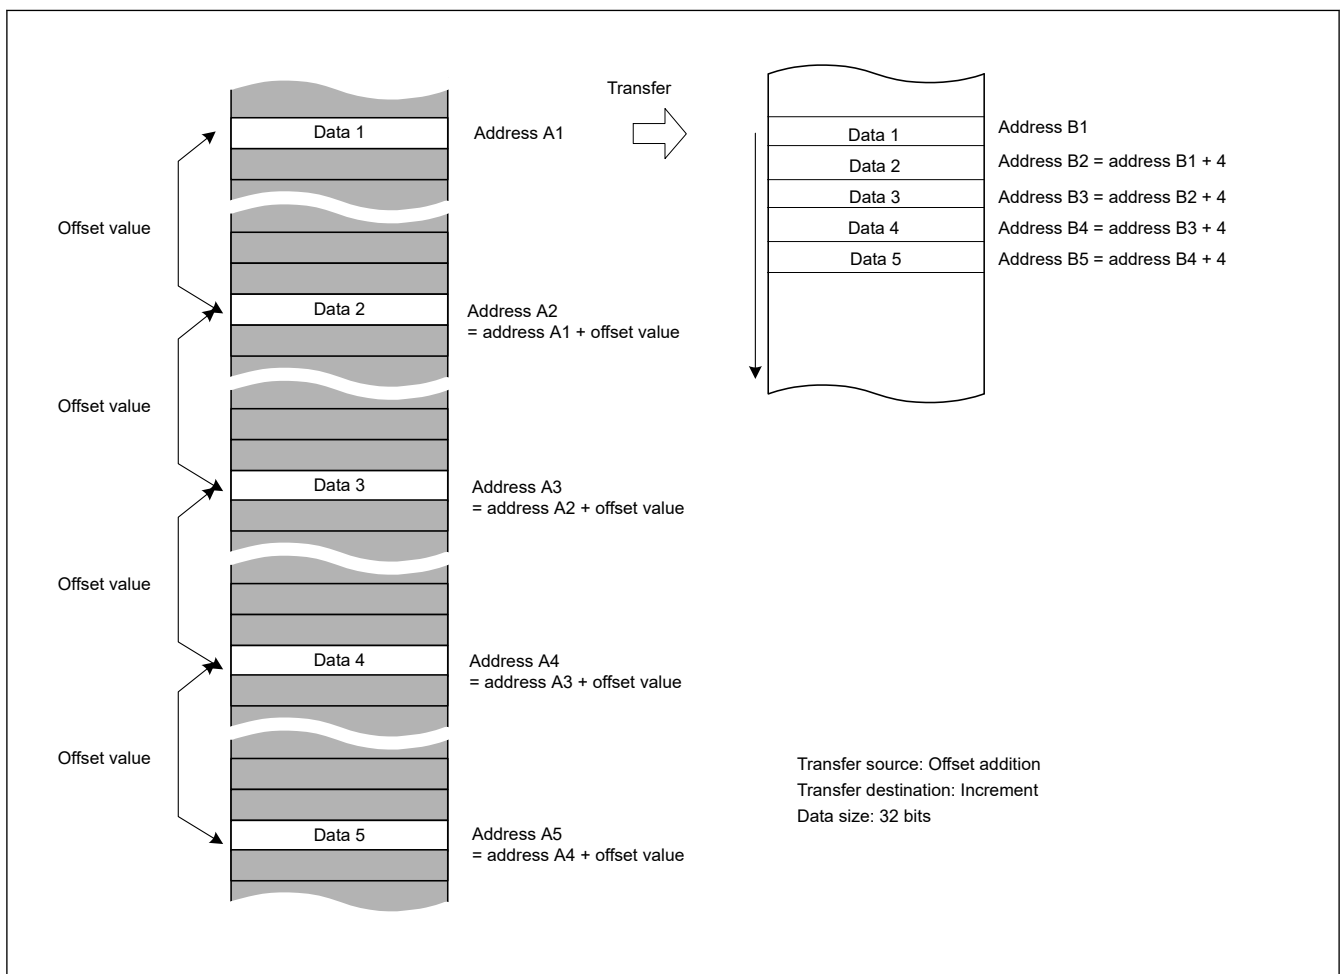 Transfer
Data 1
Address A1
Data 1
Address B1
Data 2
Address B2 = address B1 + 4
Data 3
Address B3 = address B2 + 4
Offset value
Data 4
Address B4 = address B3 + 4
Data 5
Address B5 = address B4 + 4
Data 2
Address A2
= address A1 + offset value
Offset value
Data 3
Address A3
= address A2 + offset value
Offset value
Data 4
Address A4
= address A3 + offset value
Offset value
Transfer source: Offset addition
Transfer destination: Increment
Data size: 32 bits
Data 5
Address A5
= address A4 + offset value